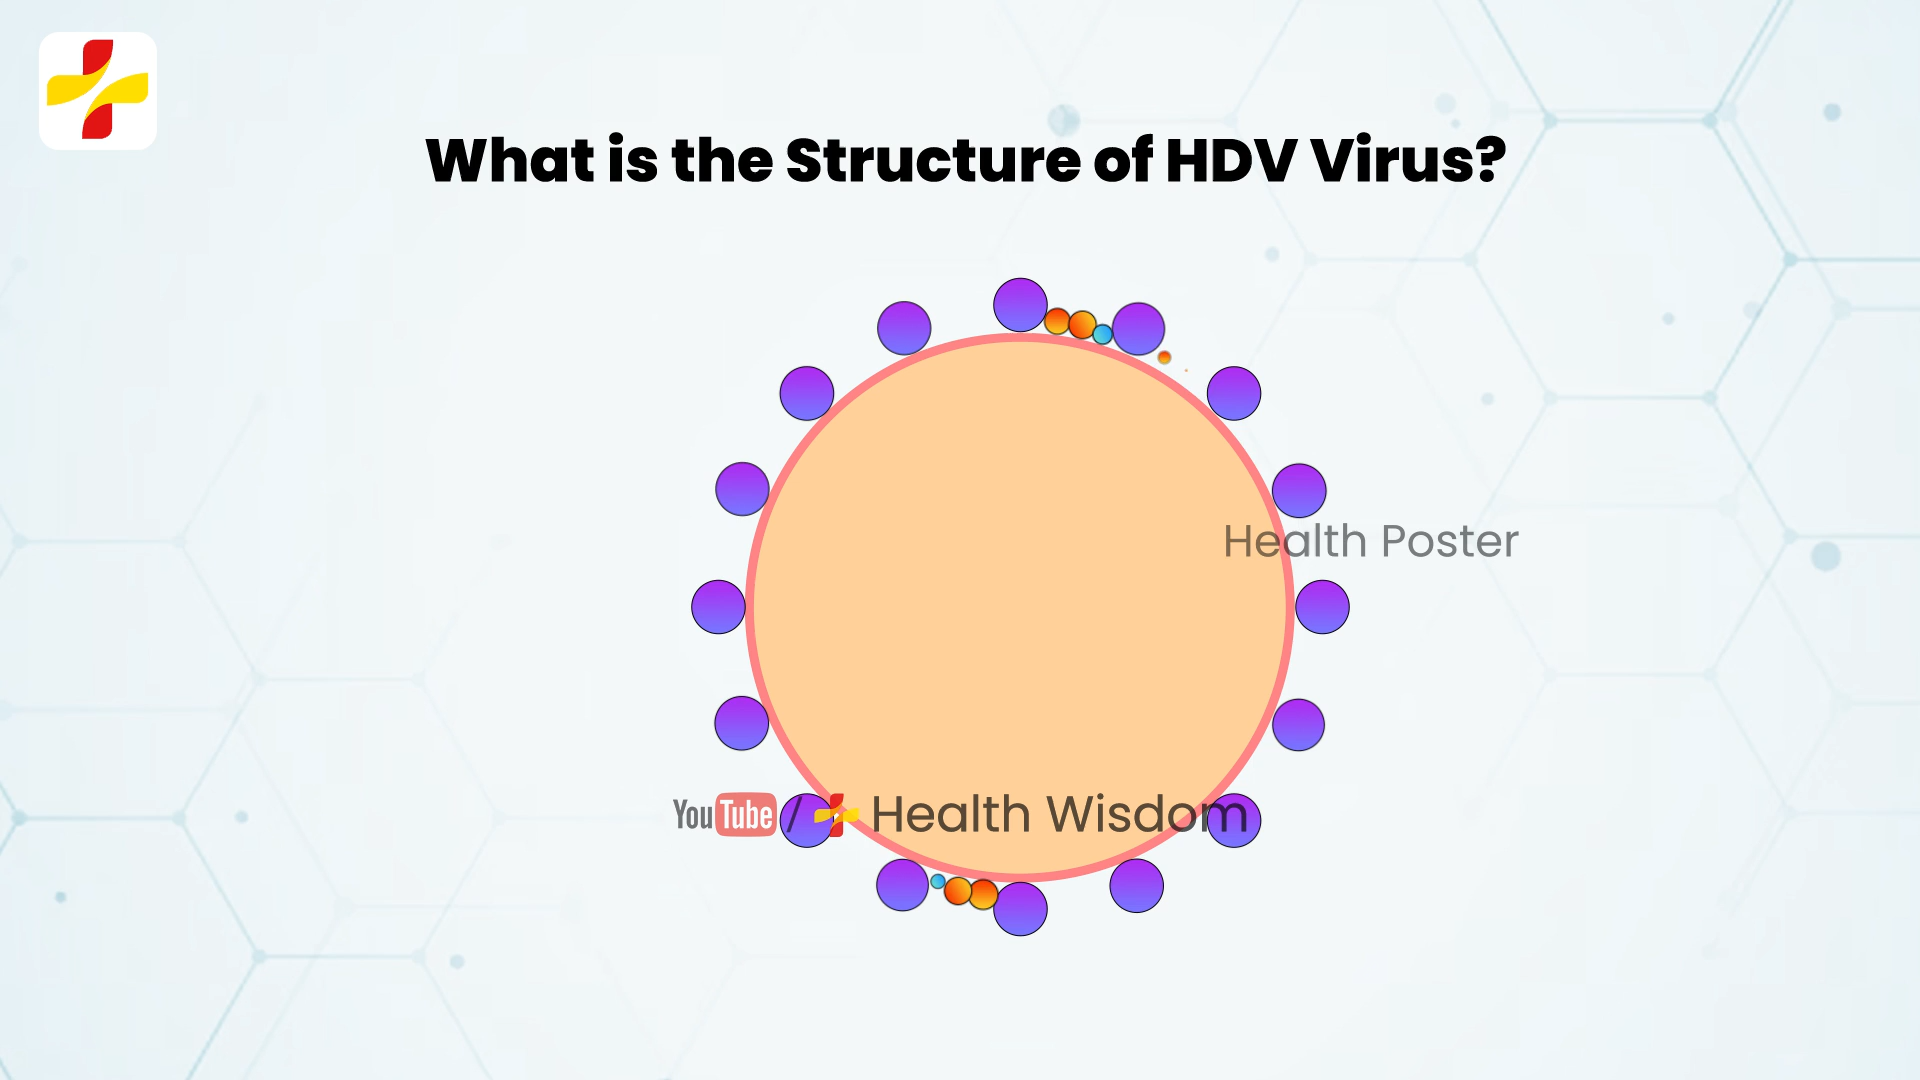 What is the Structure of HDV Virus?
Health Poster
YouTube / Health Wisdom